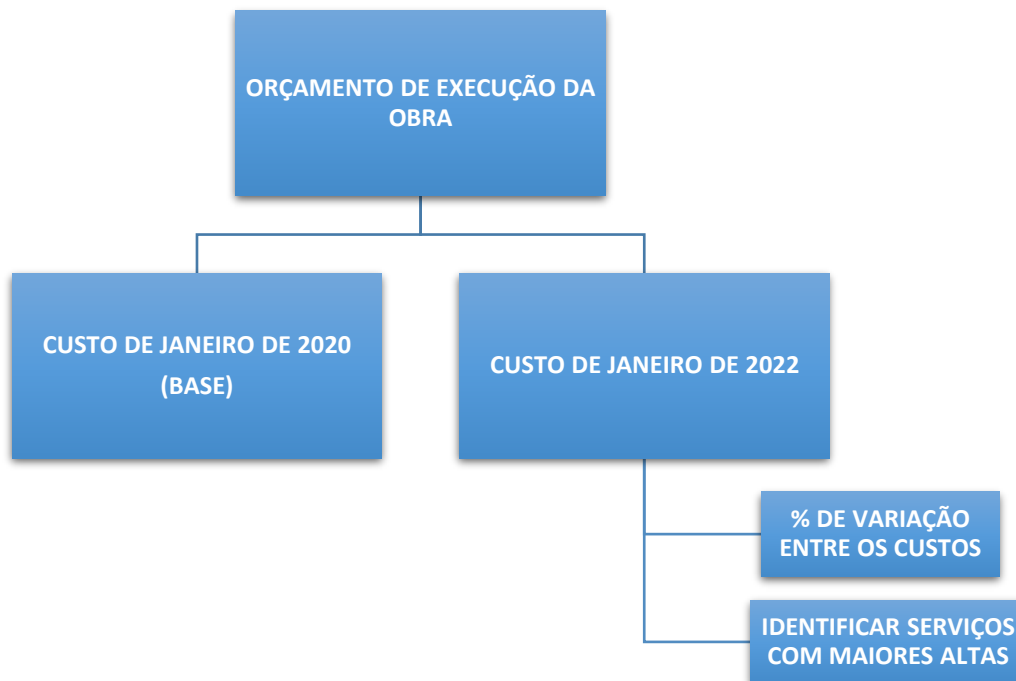 ORÇAMENTO DE EXECUÇÃO DA
OBRA
CUSTO DE JANEIRO DE 2020
(BASE)
CUSTO DE JANEIRO DE 2022
% DE VARIAÇÃO
ENTRE OS CUSTOS
IDENTIFICAR SERVIÇOS
COM MAIORES ALTAS